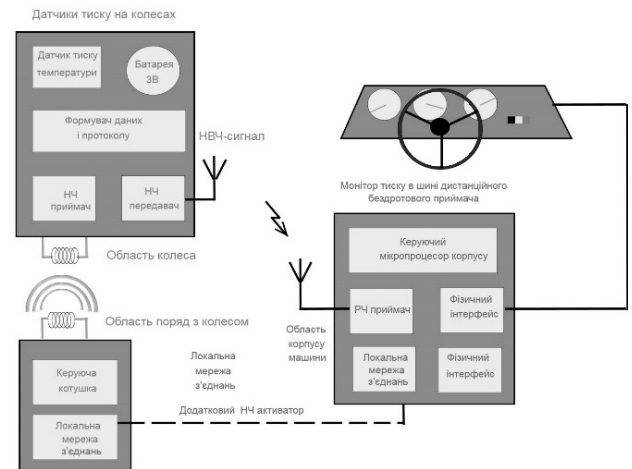 Датчики тиску на колесах
Датчик тиску
температури
Батарея
3В
Формувач даних
і протоколу
НВЧ-сигнал
НЧ
приймач
НЧ
передавач
Область колеса
Область поряд з колесом
Керуюча
котушка
Локальна
мережа
з'єднань
Локальна
мережа
з'єднань
Додатковий НЧ активатор
Монітор тиску в шині дистанційного
бездротового приймача
Керуючий
мікропроцесор корпусу
РЧ приймач
Фізичний
інтерфейс
Область
корпусу
машини
Локальна
мережа
з'єднань
Фізичний
інтерфейс